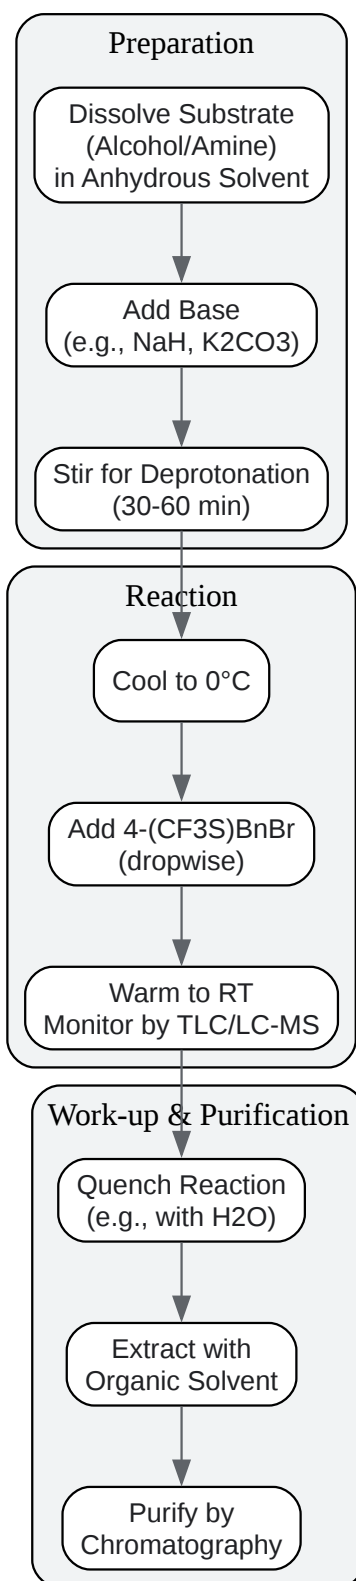 Preparation
Dissolve Substrate
(Alcohol/Amine)
in Anhydrous Solvent
Add Base
(e.g., NaH, K2CO3)
Stir for Deprotonation
(30-60 min)
Reaction
Cool to 0°C
Add 4-(CF3S)BnBr
(dropwise)
Warm to RT
Monitor by TLC/LC-MS
Work-up & Purification
Quench Reaction
(e.g., with H2O)
Extract with
Organic Solvent
Purify by
Chromatography